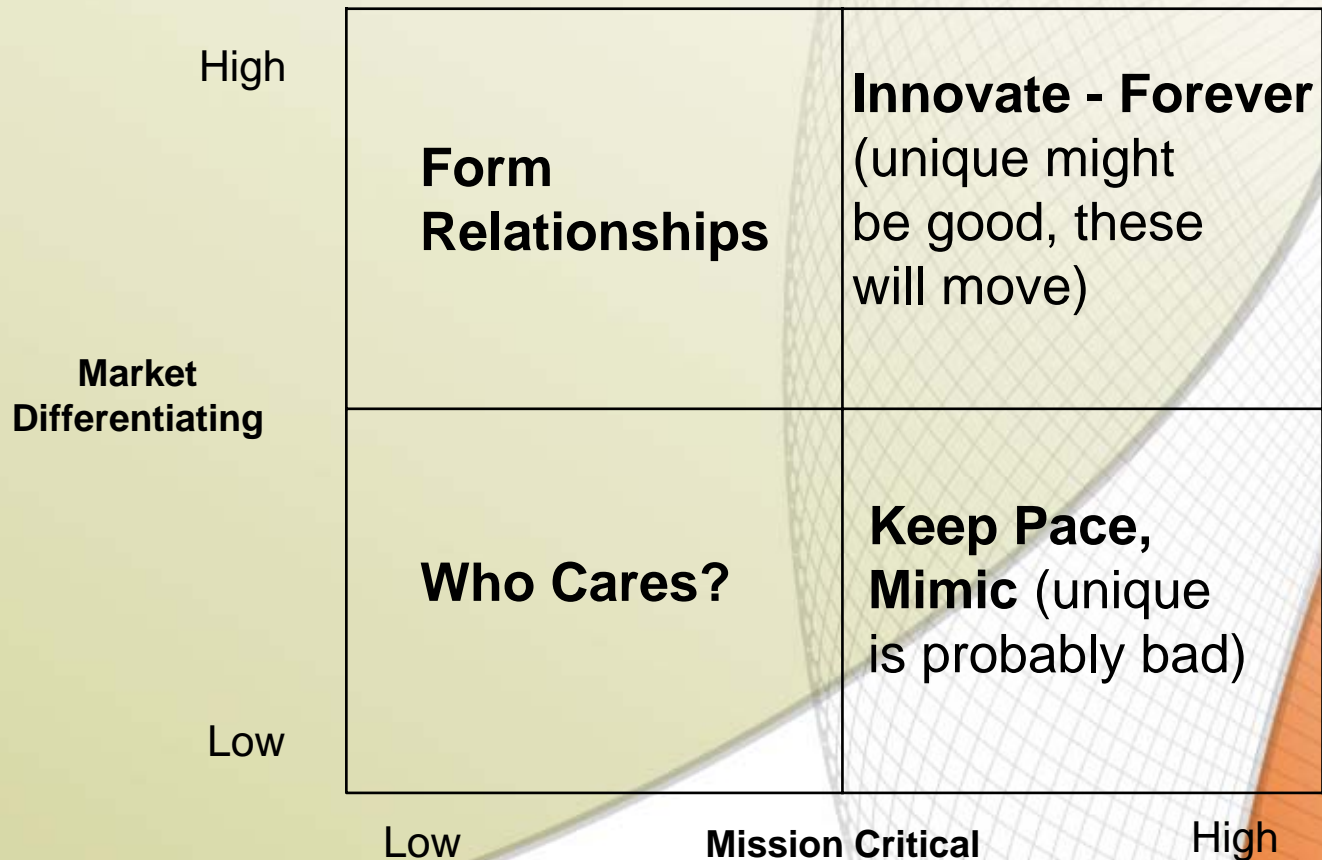 High
Form
Relationships
Innovate - Forever
(unique might
be good, these
will move)
Market
Differentiating
Who Cares?
Keep Pace,
Mimic (unique
is probably bad)
Low
Low
Mission Critical
High